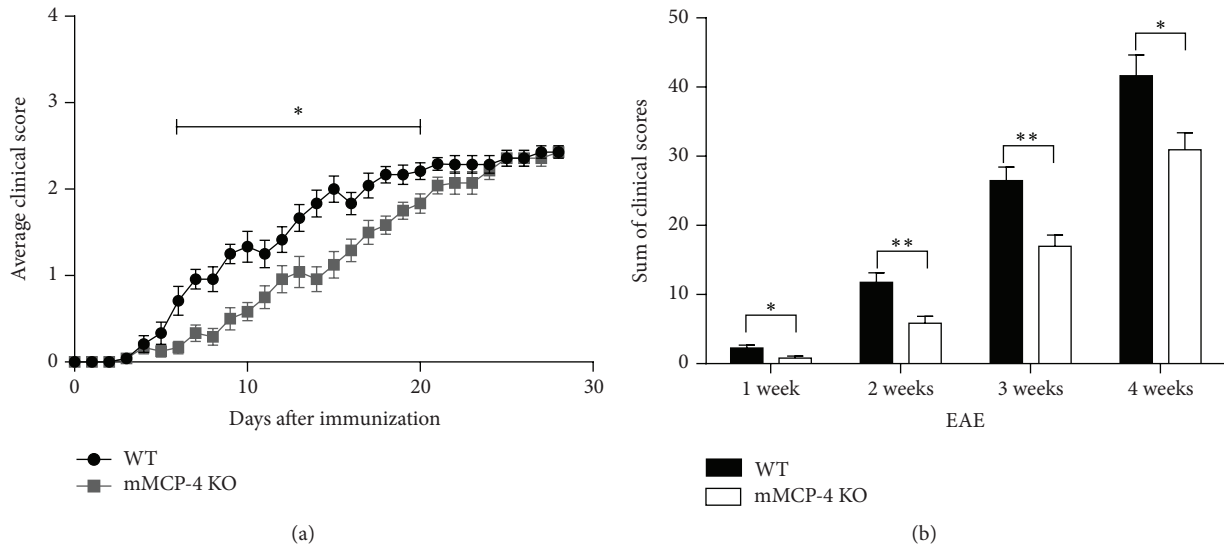 4
3
2
1
0
Average clinical score
*
0 10 20 30
Days after immunization
WT
mMCP-4 KO
(a)
50
40
30
20
10
0
Sum of clinical scores
*
**
**
*
1 week 2 weeks 3 weeks 4 weeks
EAE
WT
mMCP-4 KO
(b)